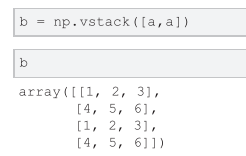 b = np.vstack([a,a])
b
array([[1, 2, 3],
       [4, 5, 6],
       [1, 2, 3],
       [4, 5, 6]])